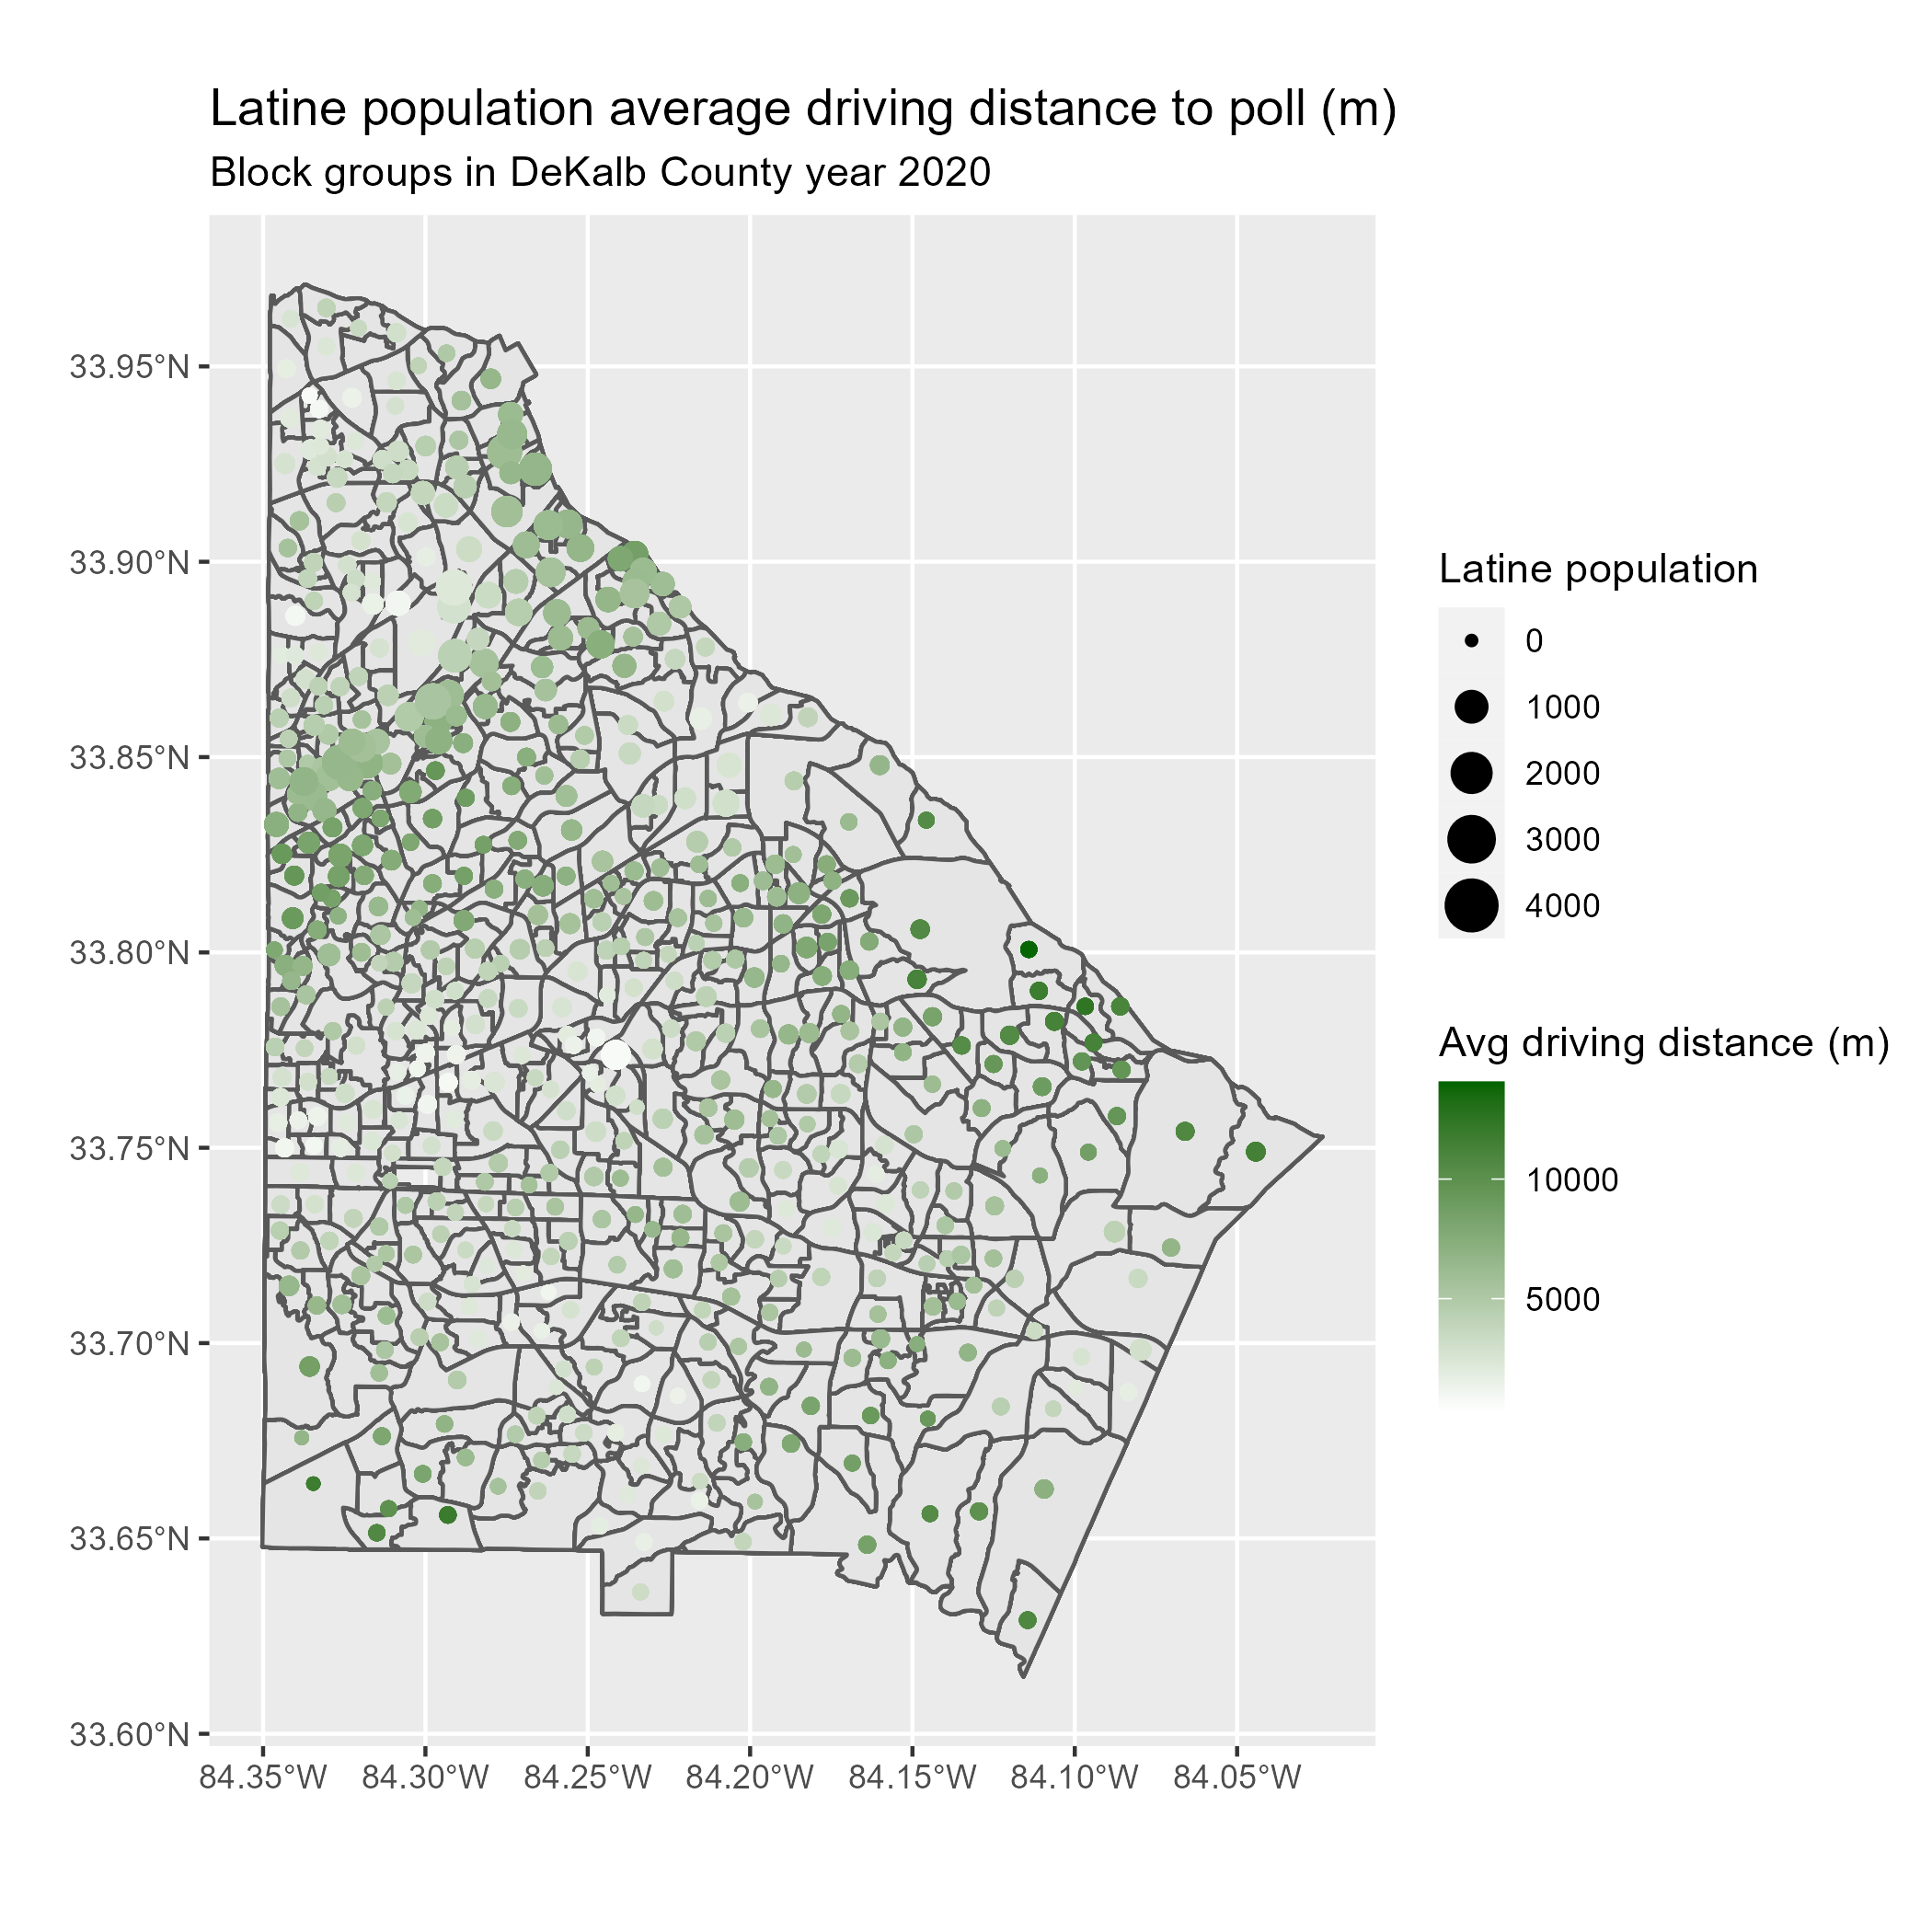 Latine population average driving distance to poll (m)
Block groups in DeKalb County year 2020
33.95°N
33.90°N
33.85°N
33.80°N
33.75°N
33.70°N
33.65°N
33.60°N
84.35°W 84.30°W 84.25°W 84.20°W 84.15°W 84.10°W 84.05°W
Latine population
0
1000
2000
3000
4000
Avg driving distance (m)
10000
5000